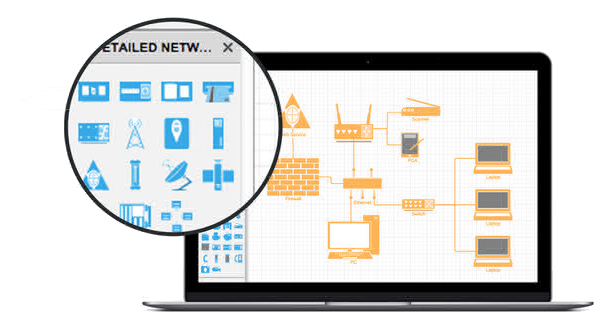 ETAILED NETW...
Scanner
PDA
Firewall
Ethernet
Switch
PC
Laptop
Laptop
Laptop